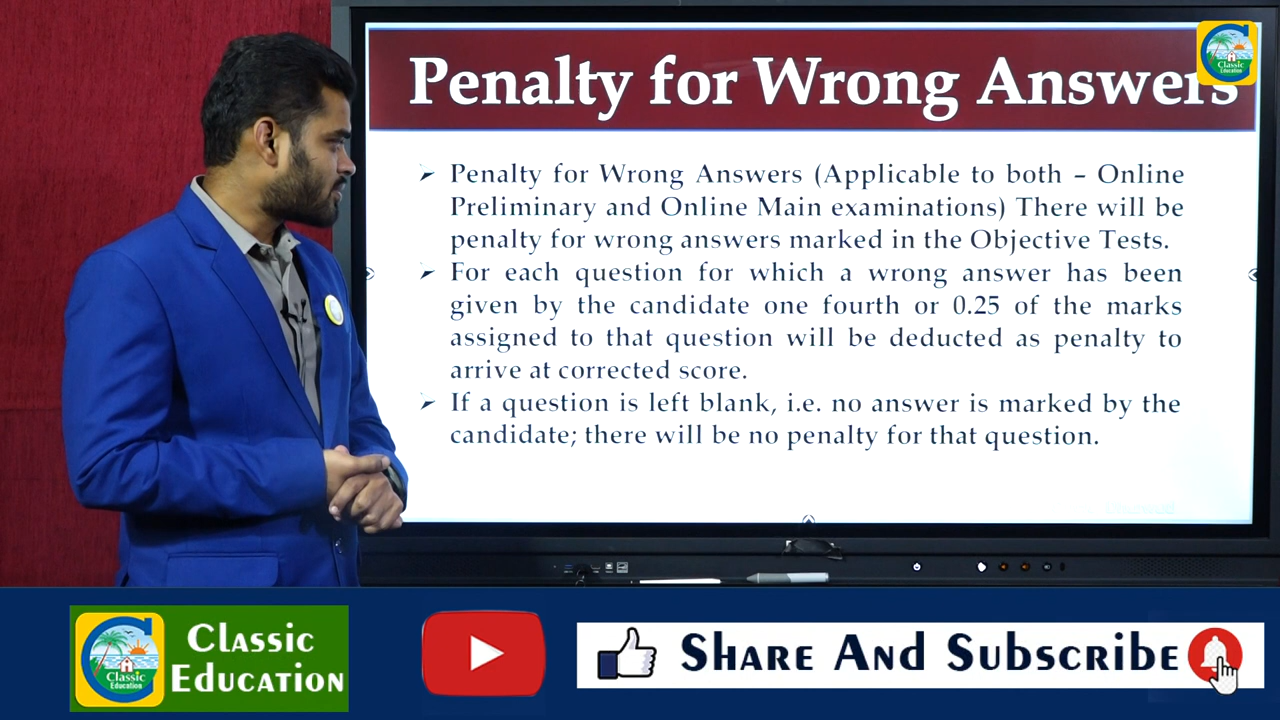 Penalty for Wrong Answers
Classic
Education
Penalty for Wrong Answers (Applicable to both – Online
Preliminary and Online Main examinations) There will be
penalty for wrong answers marked in the Objective Tests.
For each question for which a wrong answer has been
given by the candidate one fourth or 0.25 of the marks
assigned to that question will be deducted as penalty to
arrive at corrected score.
If a question is left blank, i.e. no answer is marked by the
candidate; there will be no penalty for that question.
Classic
Education
Classic
Education
Share And Subscribe